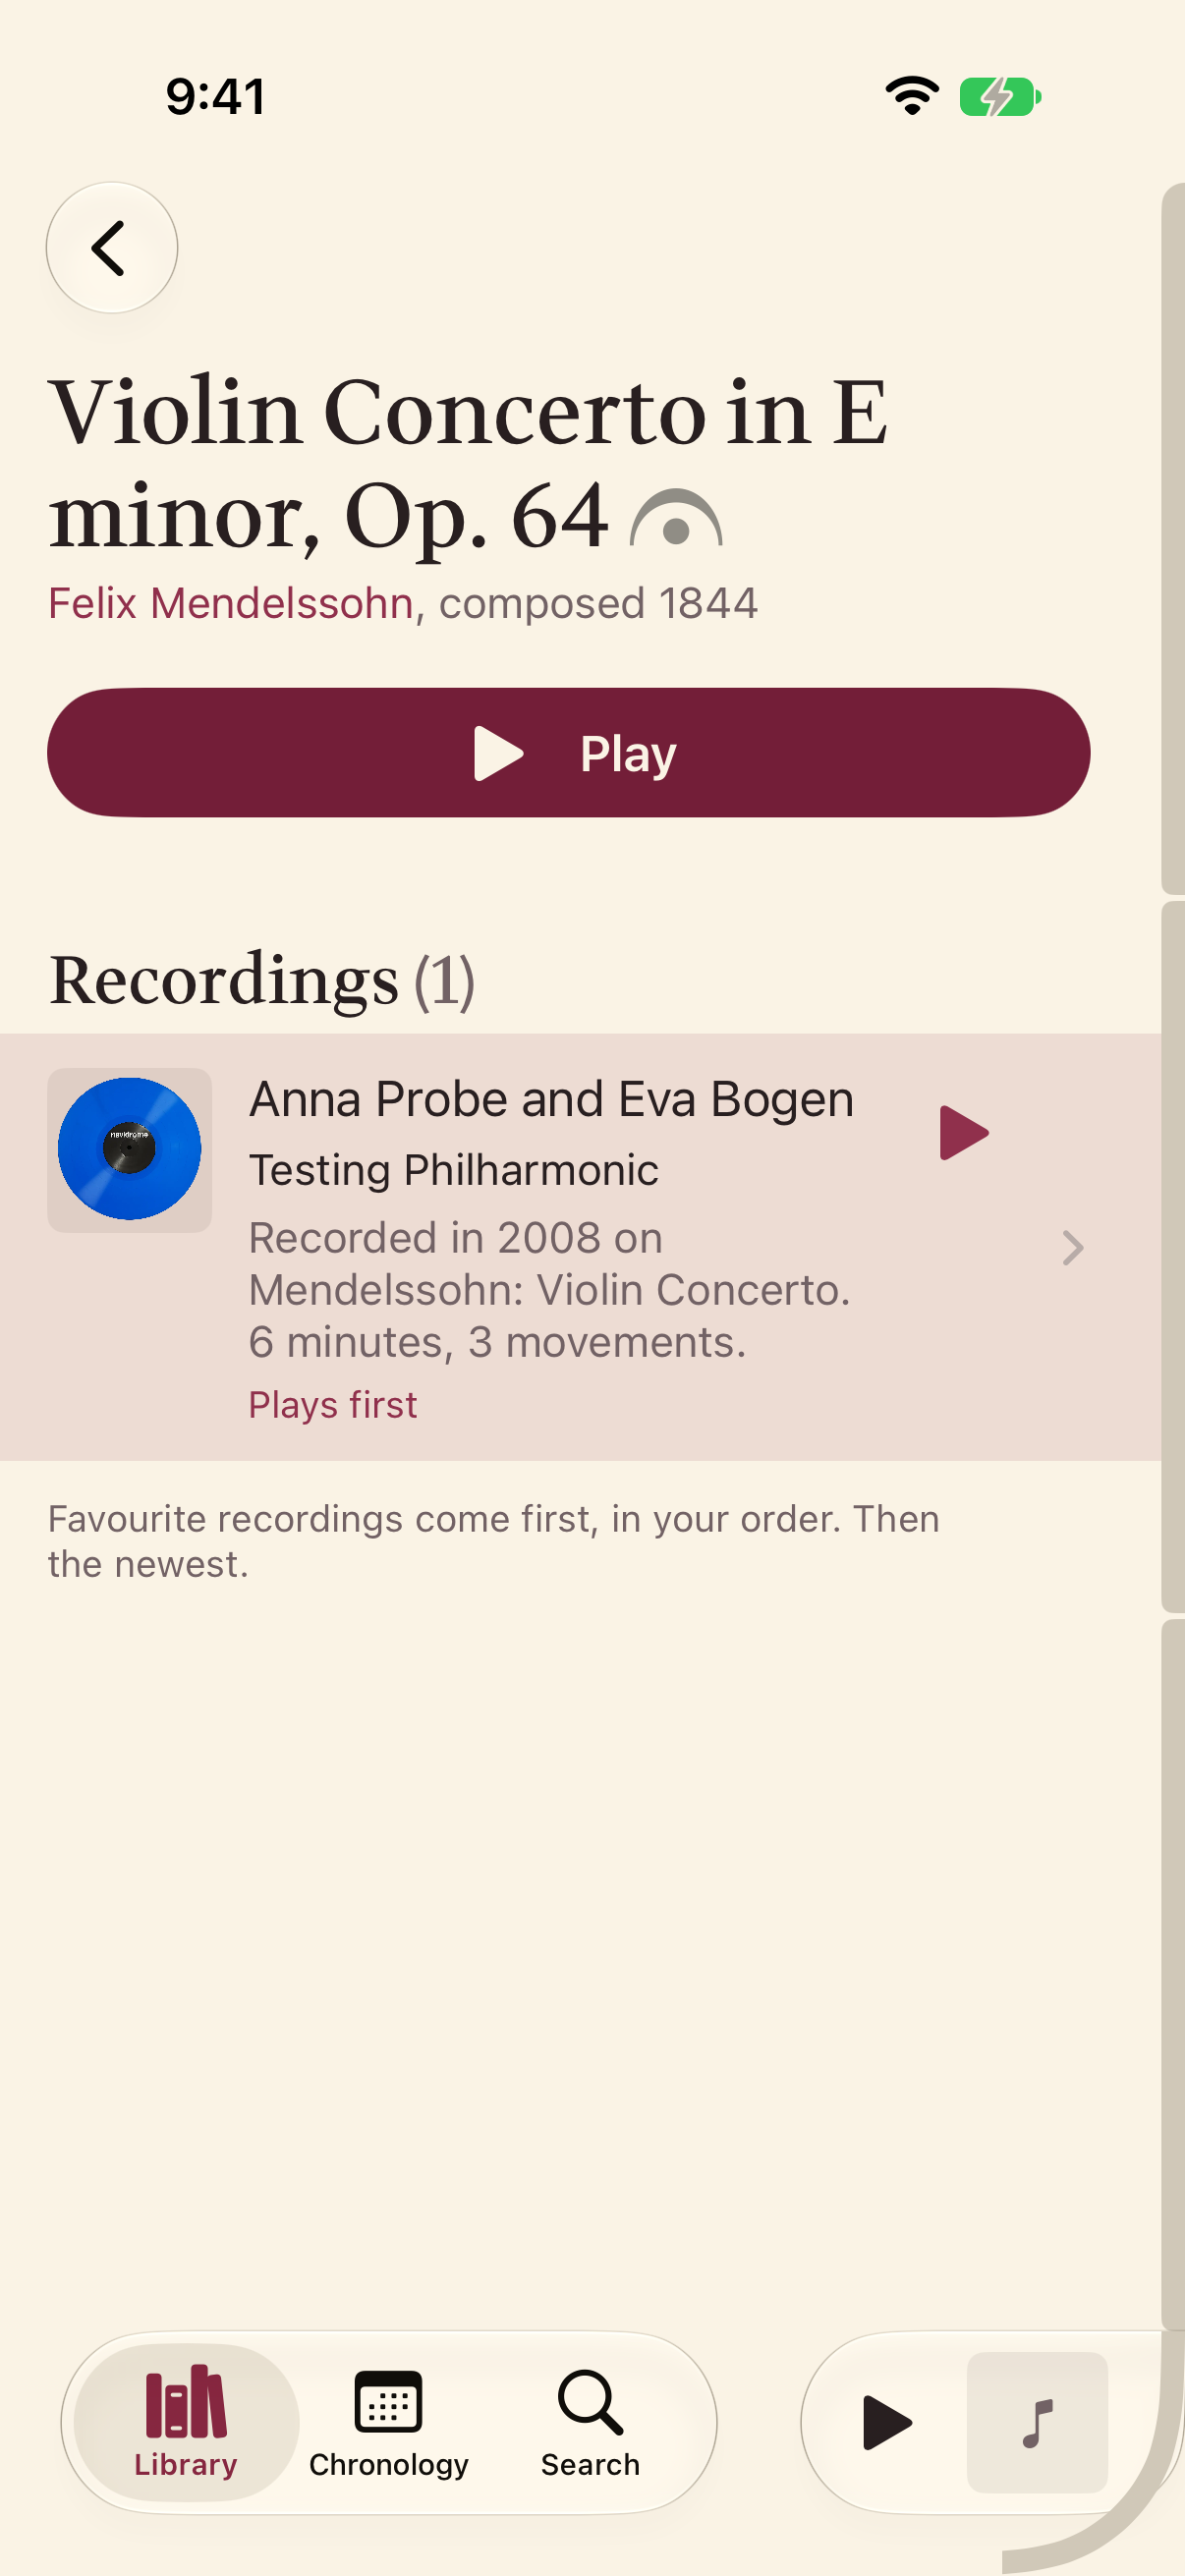 9:41
Violin Concerto in E
minor, Op. 64
Felix Mendelssohn, composed 1844
Play
Recordings (1)
navidrome
Anna Probe and Eva Bogen
Testing Philharmonic
Recorded in 2008 on
Mendelssohn: Violin Concerto.
6 minutes, 3 movements.
Plays first
Favourite recordings come first, in your order. Then
the newest.
Library
Chronology
Search